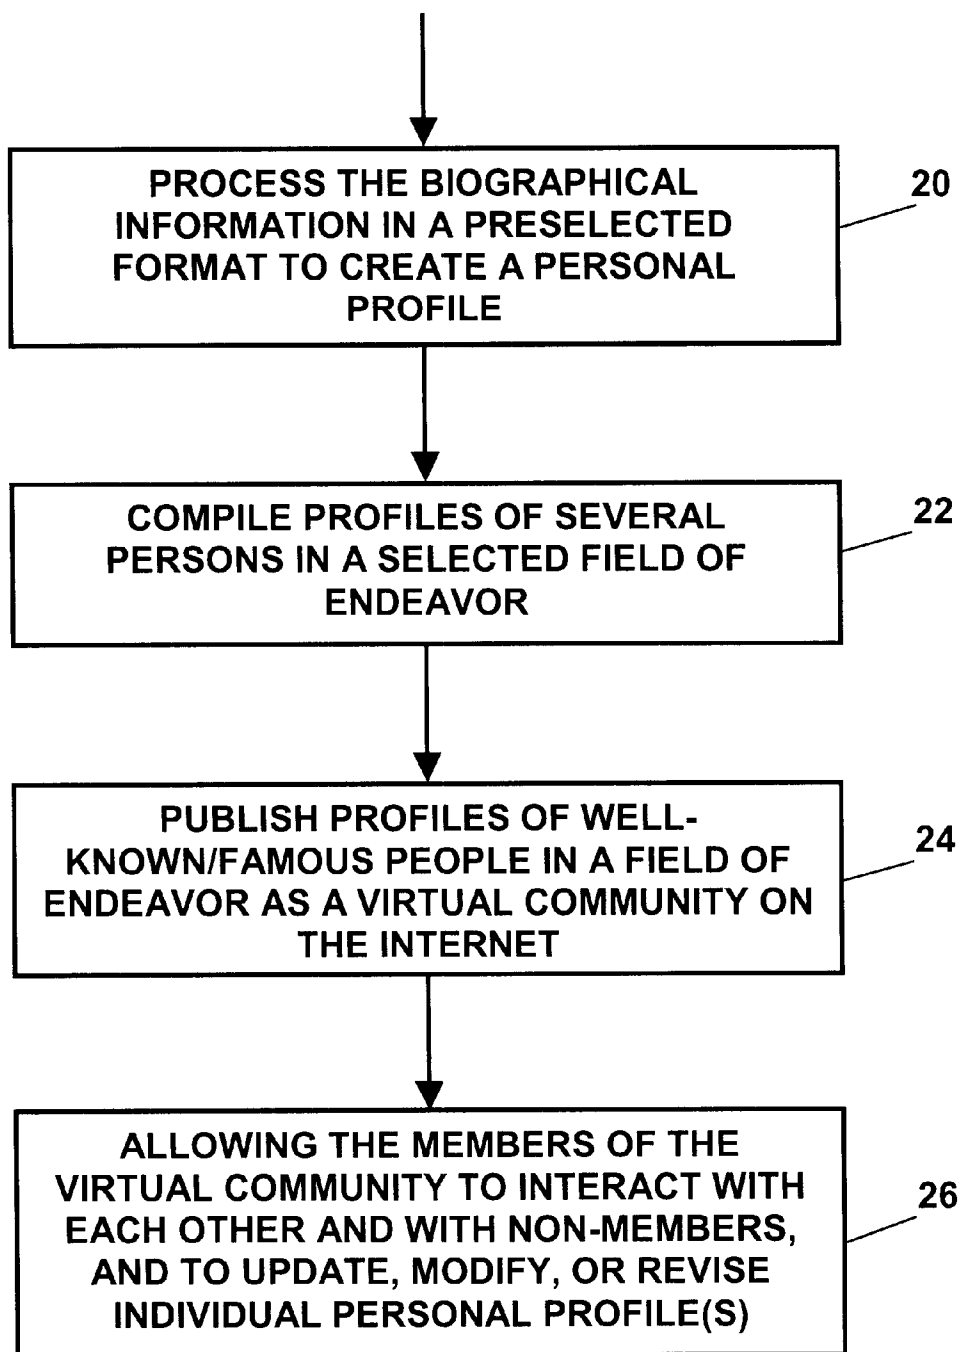 PROCESS THE BIOGRAPHICAL
INFORMATION IN A PRESELECTED
FORMAT TO CREATE A PERSONAL
PROFILE
20
COMPILE PROFILES OF SEVERAL
PERSONS IN A SELECTED FIELD OF
ENDEAVOR
22
PUBLISH PROFILES OF WELL-
KNOWN/FAMOUS PEOPLE IN A FIELD OF
ENDEAVOR AS A VIRTUAL COMMUNITY ON
THE INTERNET
24
ALLOWING THE MEMBERS OF THE
VIRTUAL COMMUNITY TO INTERACT WITH
EACH OTHER AND WITH NON-MEMBERS,
AND TO UPDATE, MODIFY, OR REVISE
INDIVIDUAL PERSONAL PROFILE(S)
26